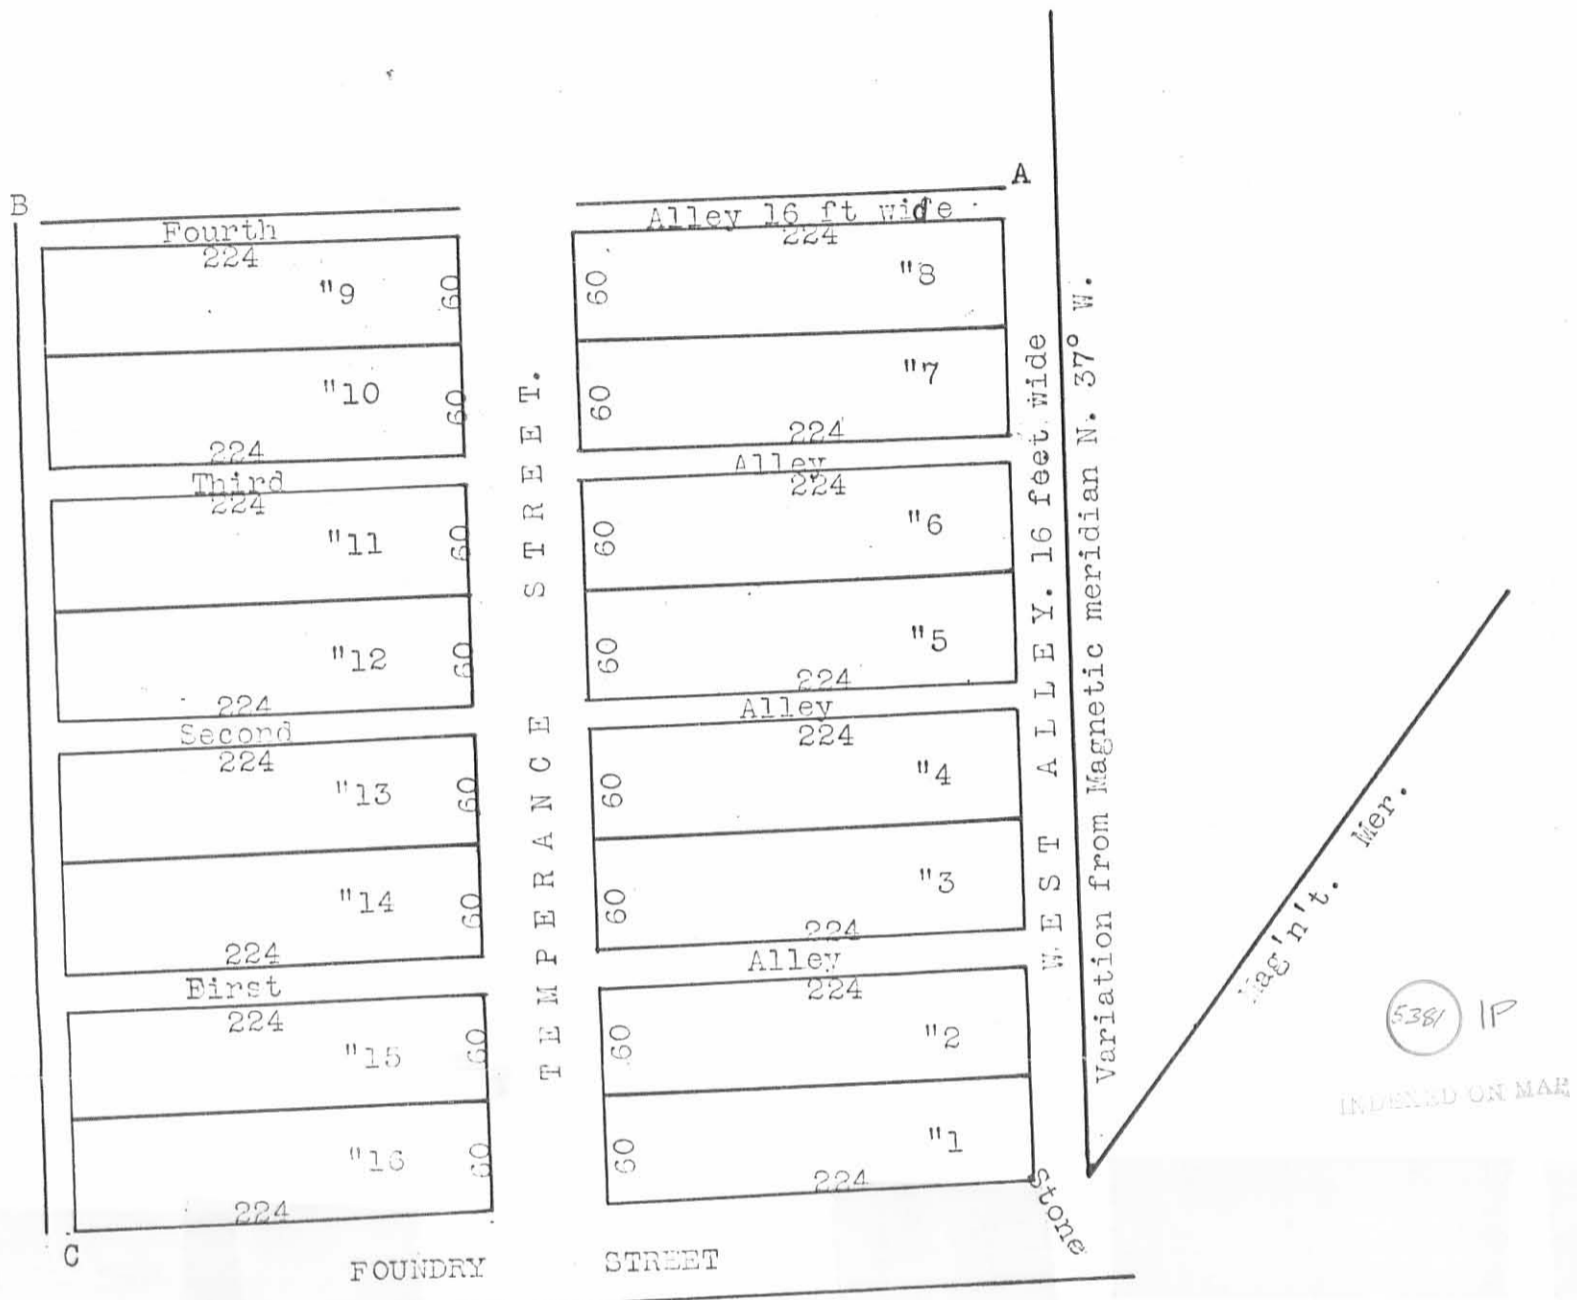 A
B
Fourth
Alley 16 ft wide
224
224
"9
60
60
"8
"10
60
60
"7
224
224
Third
Alley
224
224
"11
60
60
"6
"12
60
60
"5
224
224
Second
Alley
224
224
"13
60
60
"4
"14
60
60
"3
224
224
First
Alley
224
224
"15
60
60
"2
"16
60
60
"1
224
224
C
Stone
FOUNDRY STREET
TEMPERANCE STREET.
WEST ALLEY. 16 feet wide
Variation from Magnetic meridian N. 37° W.
Mag'n't. Mer.
5381 1P
INDEXED ON MAP